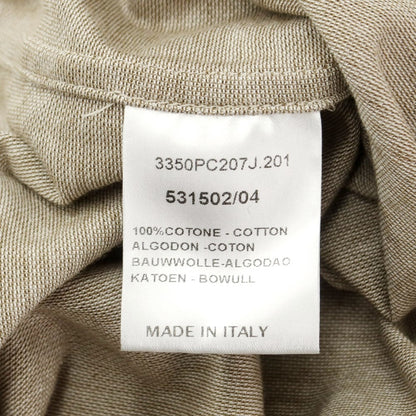 3350PC207J.201
531502/04
100%COTONE - COTTON
ALGODON -COTON
BAUWWOLLE-ALGODAO
KATOEN - BOWULL
MADE IN ITALY